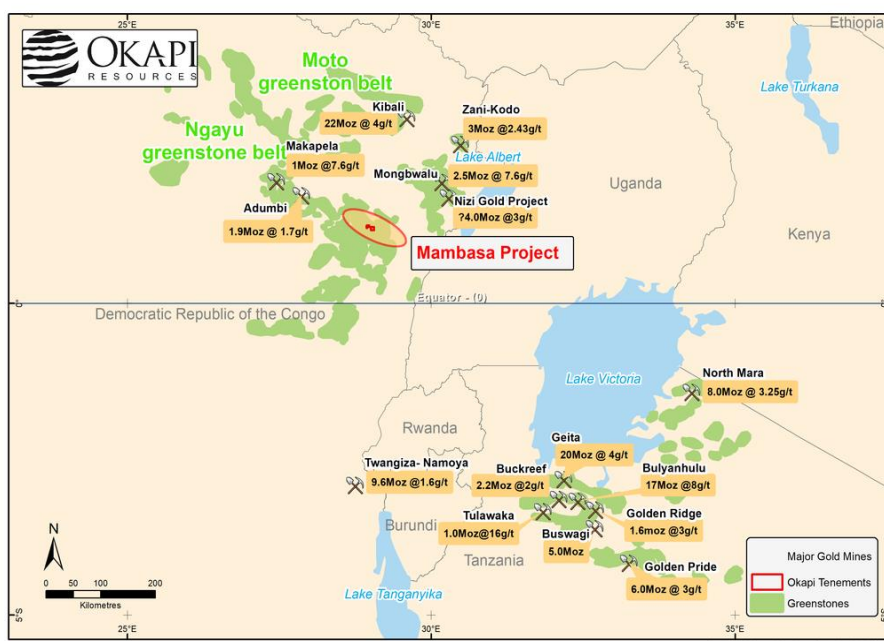 25°E
30°E
35°E
Ethiopia
OKAPI
RESOURCES
Moto
greenston belt
Ngayu
greenstone belt
Kibali
22Moz @ 4g/t
Zani-Kodo
3Moz @2.43g/t
Lake Turkana
Makapela
1Moz @7.6g/t
Lake Albert
Mongbwalu
2.5Moz @ 7.6g/t
Uganda
Adumbi
1.9Moz @ 1.7g/t
Nizi Gold Project
?4.0Moz @3g/t
Kenya
Mambasa Project
0°
Equator - (0)
Democratic Republic of the Congo
Lake Victoria
North Mara
8.0Moz @ 3.25g/t
Rwanda
Geita
20Moz @ 4g/t
Twangiza- Namoya
9.6Moz @1.6g/t
Buckreef
2.2Moz @2g/t
Bulyanhulu
17Moz @8g/t
Tulawaka
1.0Moz@16g/t
Golden Ridge
1.6moz @3g/t
Burundi
Buswagi
5.0Moz
Tanzania
Golden Pride
6.0Moz @ 3g/t
N
0 50 100 200
Kilometres
Lake Tanganyika
Major Gold Mines
Okapi Tenements
Greenstones
5°S
25°E
30°E
35°E